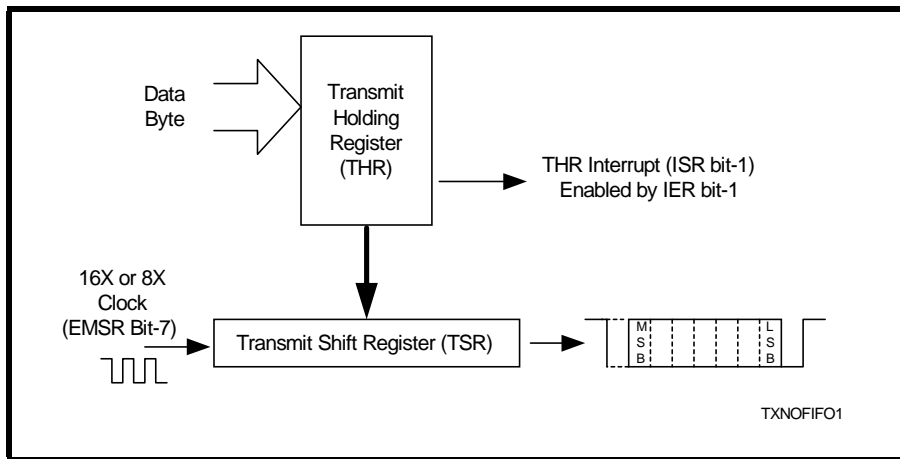 Data
Byte
Transmit
Holding
Register
(THR)
THR Interrupt (ISR bit-1)
Enabled by IER bit-1
16X or 8X
Clock
(EMSR Bit-7)
Transmit Shift Register (TSR)
M
S
B
L
S
B
TXNOFIFO1